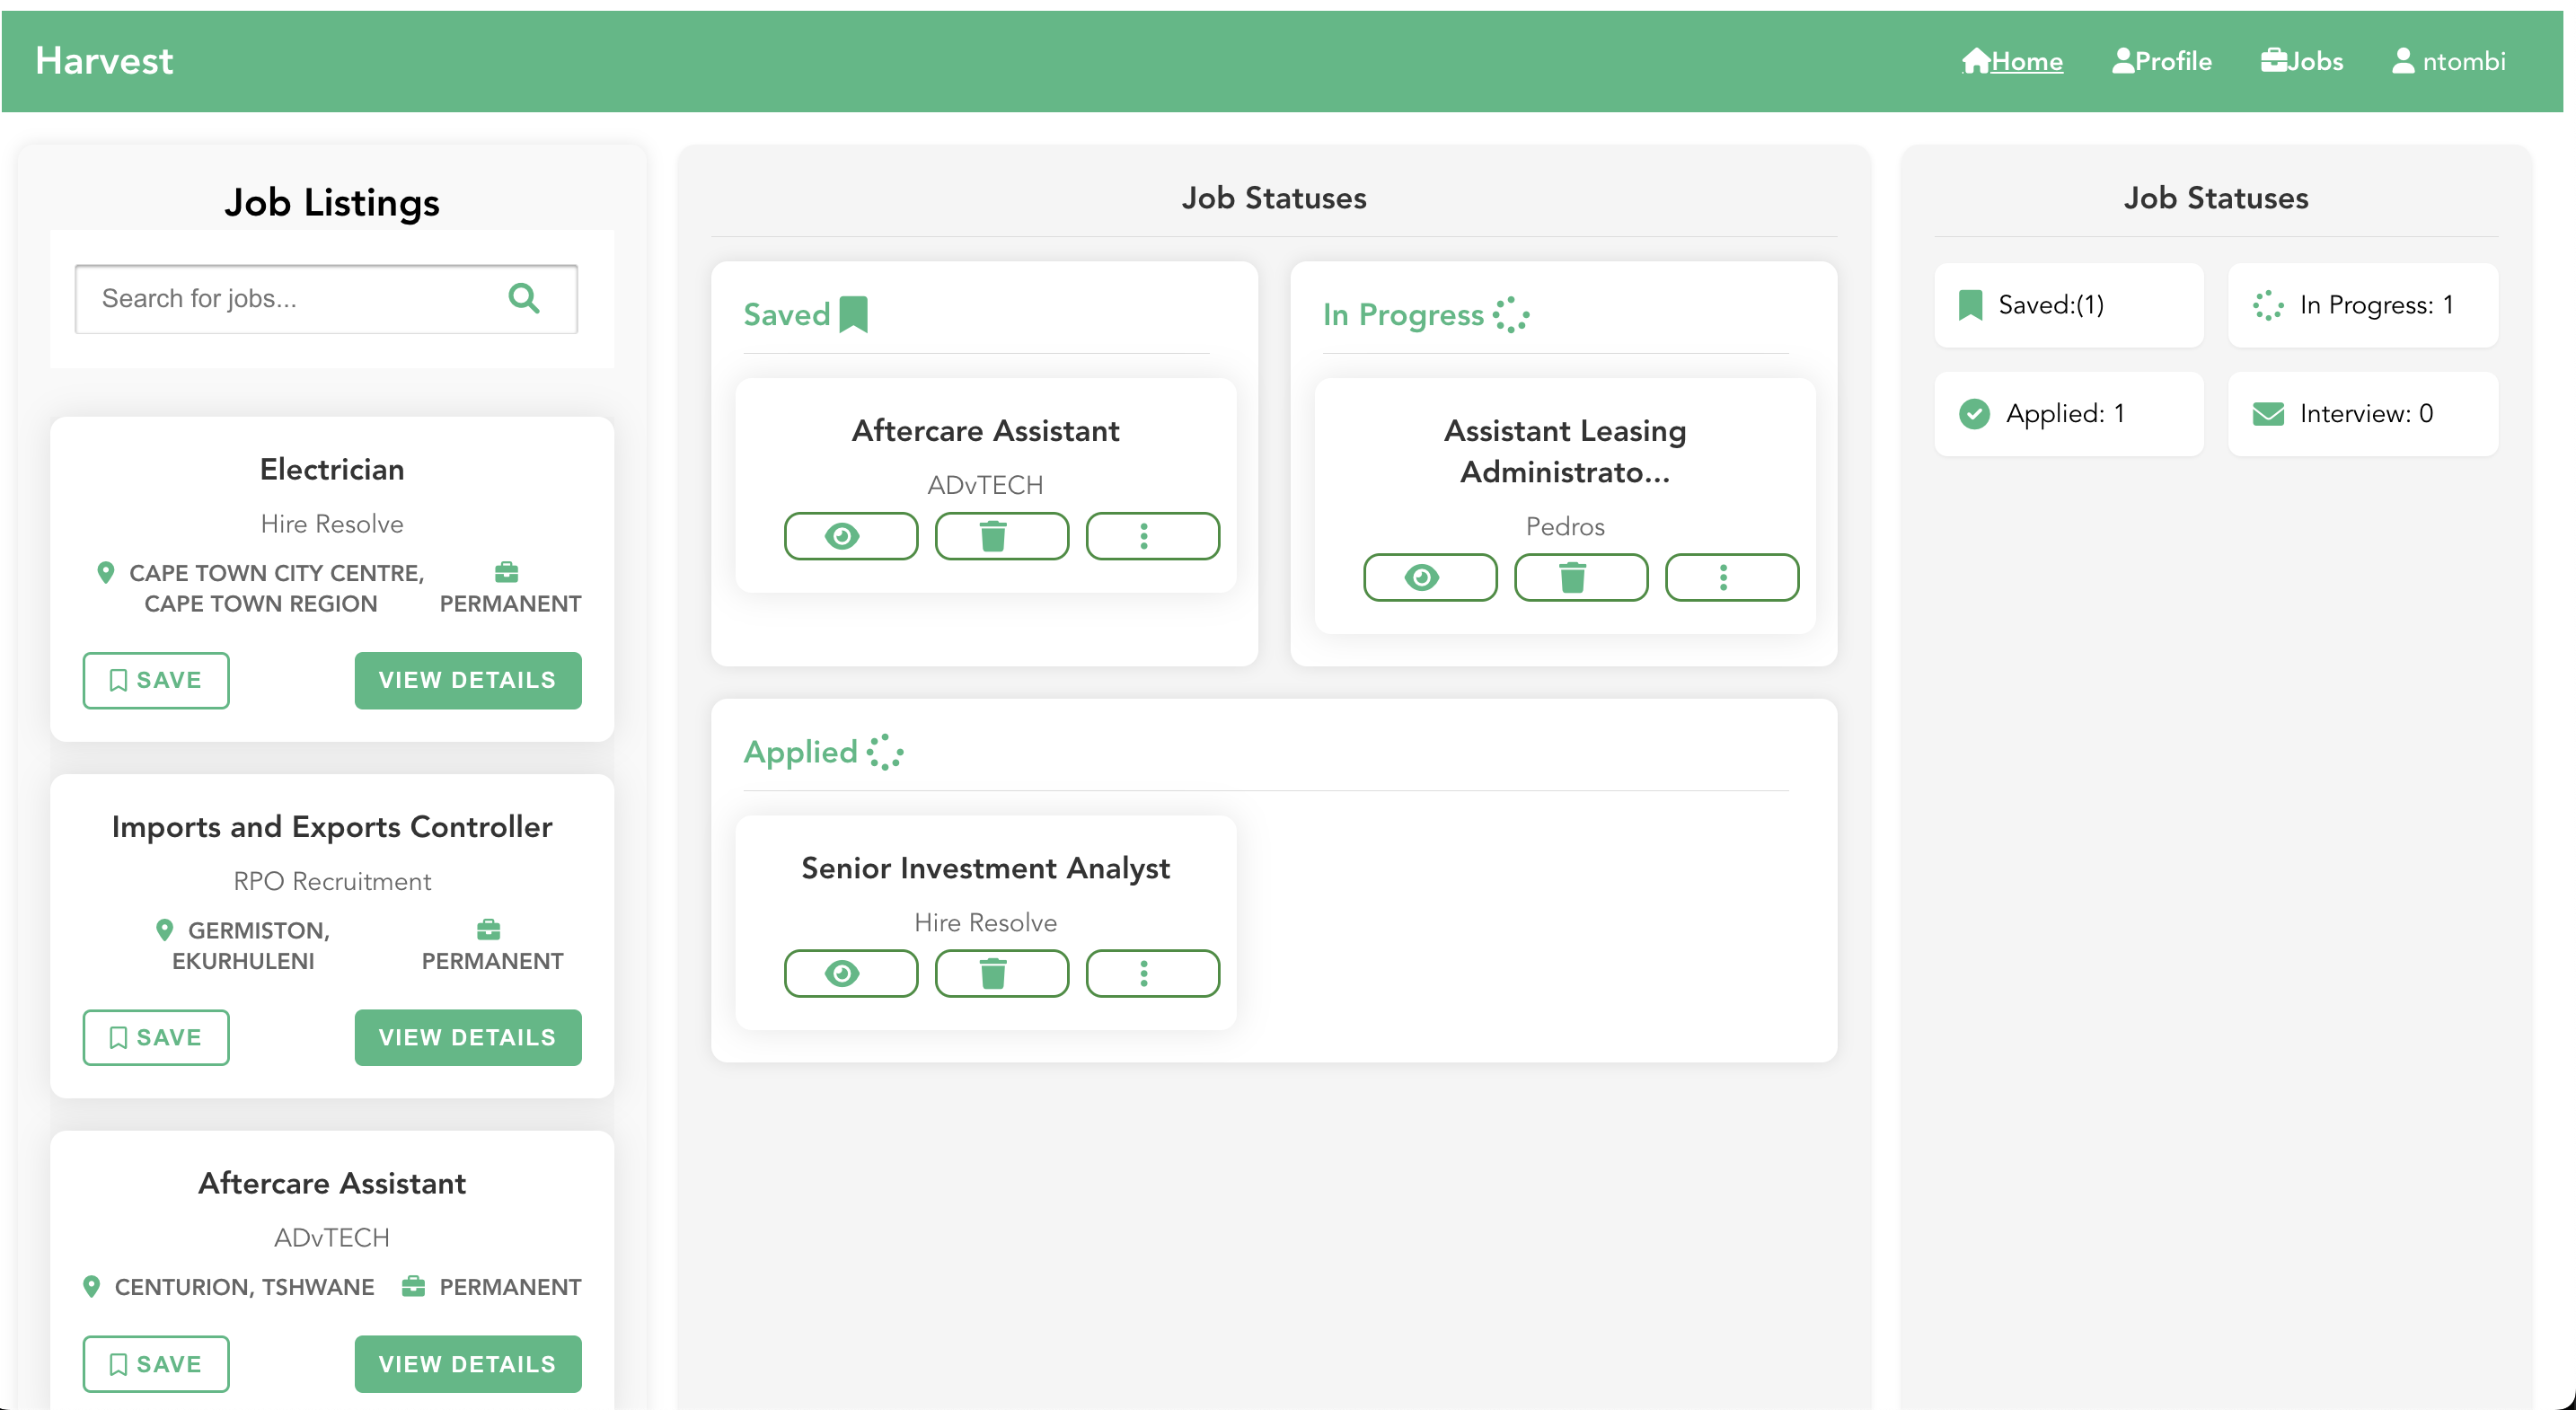 Harvest
Home
Profile
Jobs
ntombi
Job Listings
Search for jobs...
Electrician
Hire Resolve
CAPE TOWN CITY CENTRE,
CAPE TOWN REGION
PERMANENT
SAVE
VIEW DETAILS
Imports and Exports Controller
RPO Recruitment
GERMISTON,
EKURHULENI
PERMANENT
SAVE
VIEW DETAILS
Aftercare Assistant
ADvTECH
CENTURION, TSHWANE
PERMANENT
SAVE
VIEW DETAILS
Job Statuses
Saved
Aftercare Assistant
ADvTECH
In Progress
Assistant Leasing
Administrato...
Pedros
Applied
Senior Investment Analyst
Hire Resolve
Job Statuses
Saved:(1)
In Progress: 1
Applied: 1
Interview: 0